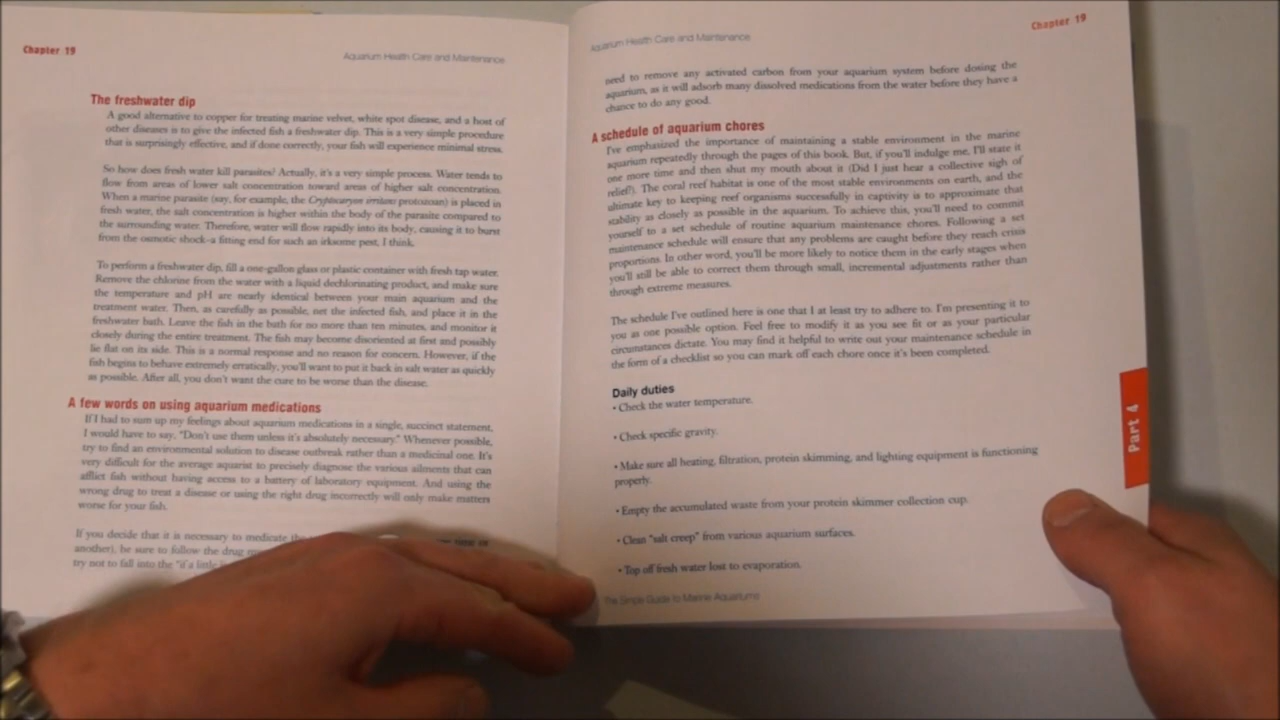 Chapter 19
Aquarium Health Care and Maintenance
The freshwater dip
A good alternative to copper for treating marine velvet, white spot disease, and a host of
other diseases is to give the infected fish a freshwater dip. This is a very simple procedure
that is surprisingly effective, and if done correctly, your fish will experience minimal stress.
So how does fresh water kill parasites? Actually, it's a very simple process. Water tends to
flow from areas of lower salt concentration toward areas of higher salt concentration.
When a marine parasite (say, for example, the Cryptocaryon irritans protozoan) is placed in
fresh water, the salt concentration is higher within the body of the parasite compared to
the surrounding water. Therefore, water will flow rapidly into its body, causing it to burst
from the osmotic shock–a fitting end for such an irksome pest, I think.
To perform a freshwater dip, fill a one-gallon glass or plastic container with fresh tap water.
Remove the chlorine from the water with a liquid dechlorinating product, and make sure
the temperature and pH are nearly identical between your main aquarium and the
treatment water. Then, as carefully as possible, net the infected fish, and place it in the
freshwater bath. Leave the fish in the bath for no more than ten minutes, and monitor it
closely during the entire treatment. The fish may become disoriented at first and possibly
lie flat on its side. This is a normal response and no reason for concern. However, if the
fish begins to behave extremely erratically, you'll want to put it back in salt water as quickly
as possible. After all, you don't want the cure to be worse than the disease.
A few words on using aquarium medications
If I had to sum up my feelings about aquarium medications in a single, succinct statement,
I would have to say, "Don't use them unless it's absolutely necessary." Whenever possible,
try to find an environmental solution to disease outbreak rather than a medicinal one. It's
very difficult for the average aquarist to precisely diagnose the various ailments that can
afflict fish without having access to a battery of laboratory equipment. And using the
wrong drug to treat a disease or using the right drug incorrectly will only make matters
worse for your fish.
If you decide that it is necessary to medicate time or
another), be sure to follow the drug
try not to fall into the "if a little
Aquarium Health Care and Maintenance
Chapter 19
need to remove any activated carbon from your aquarium system before dosing the
aquarium, as it will adsorb many dissolved medications from the water before they have a
chance to do any good.
A schedule of aquarium chores
I've emphasized the importance of maintaining a stable environment in the marine
aquarium repeatedly through the pages of this book. But, if you'll indulge me, I'll state it
one more time and then shut my mouth about it (Did I just hear a collective sigh of
relief?). The coral reef habitat is one of the most stable environments on earth, and the
ultimate key to keeping reef organisms successfully in captivity is to approximate that
stability as closely as possible in the aquarium. To achieve this, you'll need to commit
yourself to a set schedule of routine aquarium maintenance chores. Following a set
maintenance schedule will ensure that any problems are caught before they reach crisis
proportions. In other word, you'll be more likely to notice them in the early stages when
you'll still be able to correct them through small, incremental adjustments rather than
through extreme measures.
The schedule I've outlined here is one that I at least try to adhere to. I'm presenting it to
you as one possible option. Feel free to modify it as you see fit or as your particular
circumstances dictate. You may find it helpful to write out your maintenance schedule in
the form of a checklist so you can mark off each chore once it's been completed.
Daily duties
• Check the water temperature.
• Check specific gravity.
• Make sure all heating, filtration, protein skimming, and lighting equipment is functioning
properly.
• Empty the accumulated waste from your protein skimmer collection cup.
• Clean "salt creep" from various aquarium surfaces.
• Top off fresh water lost to evaporation.
The Simple Guide to Marine Aquariums
Part 4